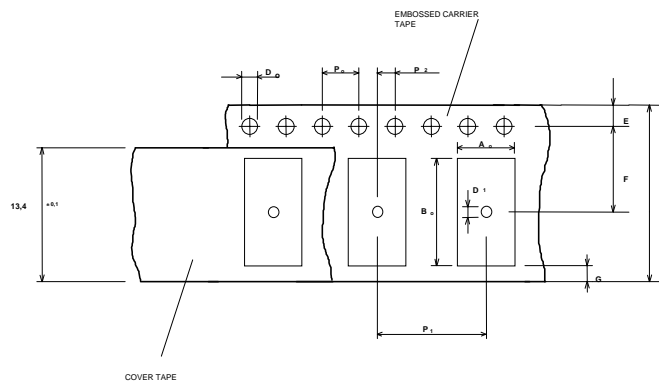 EMBOSSED CARRIER
TAPE
D o
P o
P 2
E
A o
F
D 1
B o
13,4 +0,1
G
P 1
COVER TAPE